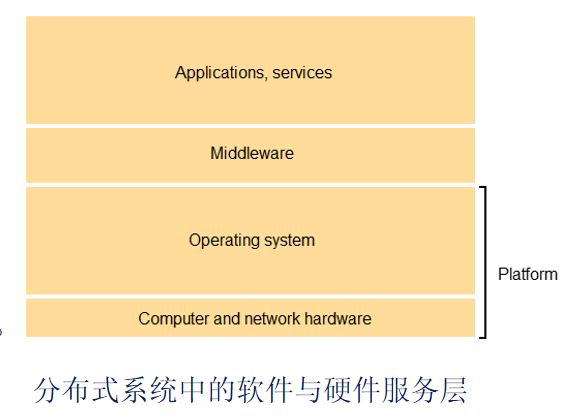 Applications, services
Middleware
Operating system
Platform
Computer and network hardware
分布式系统中的软件与硬件服务层